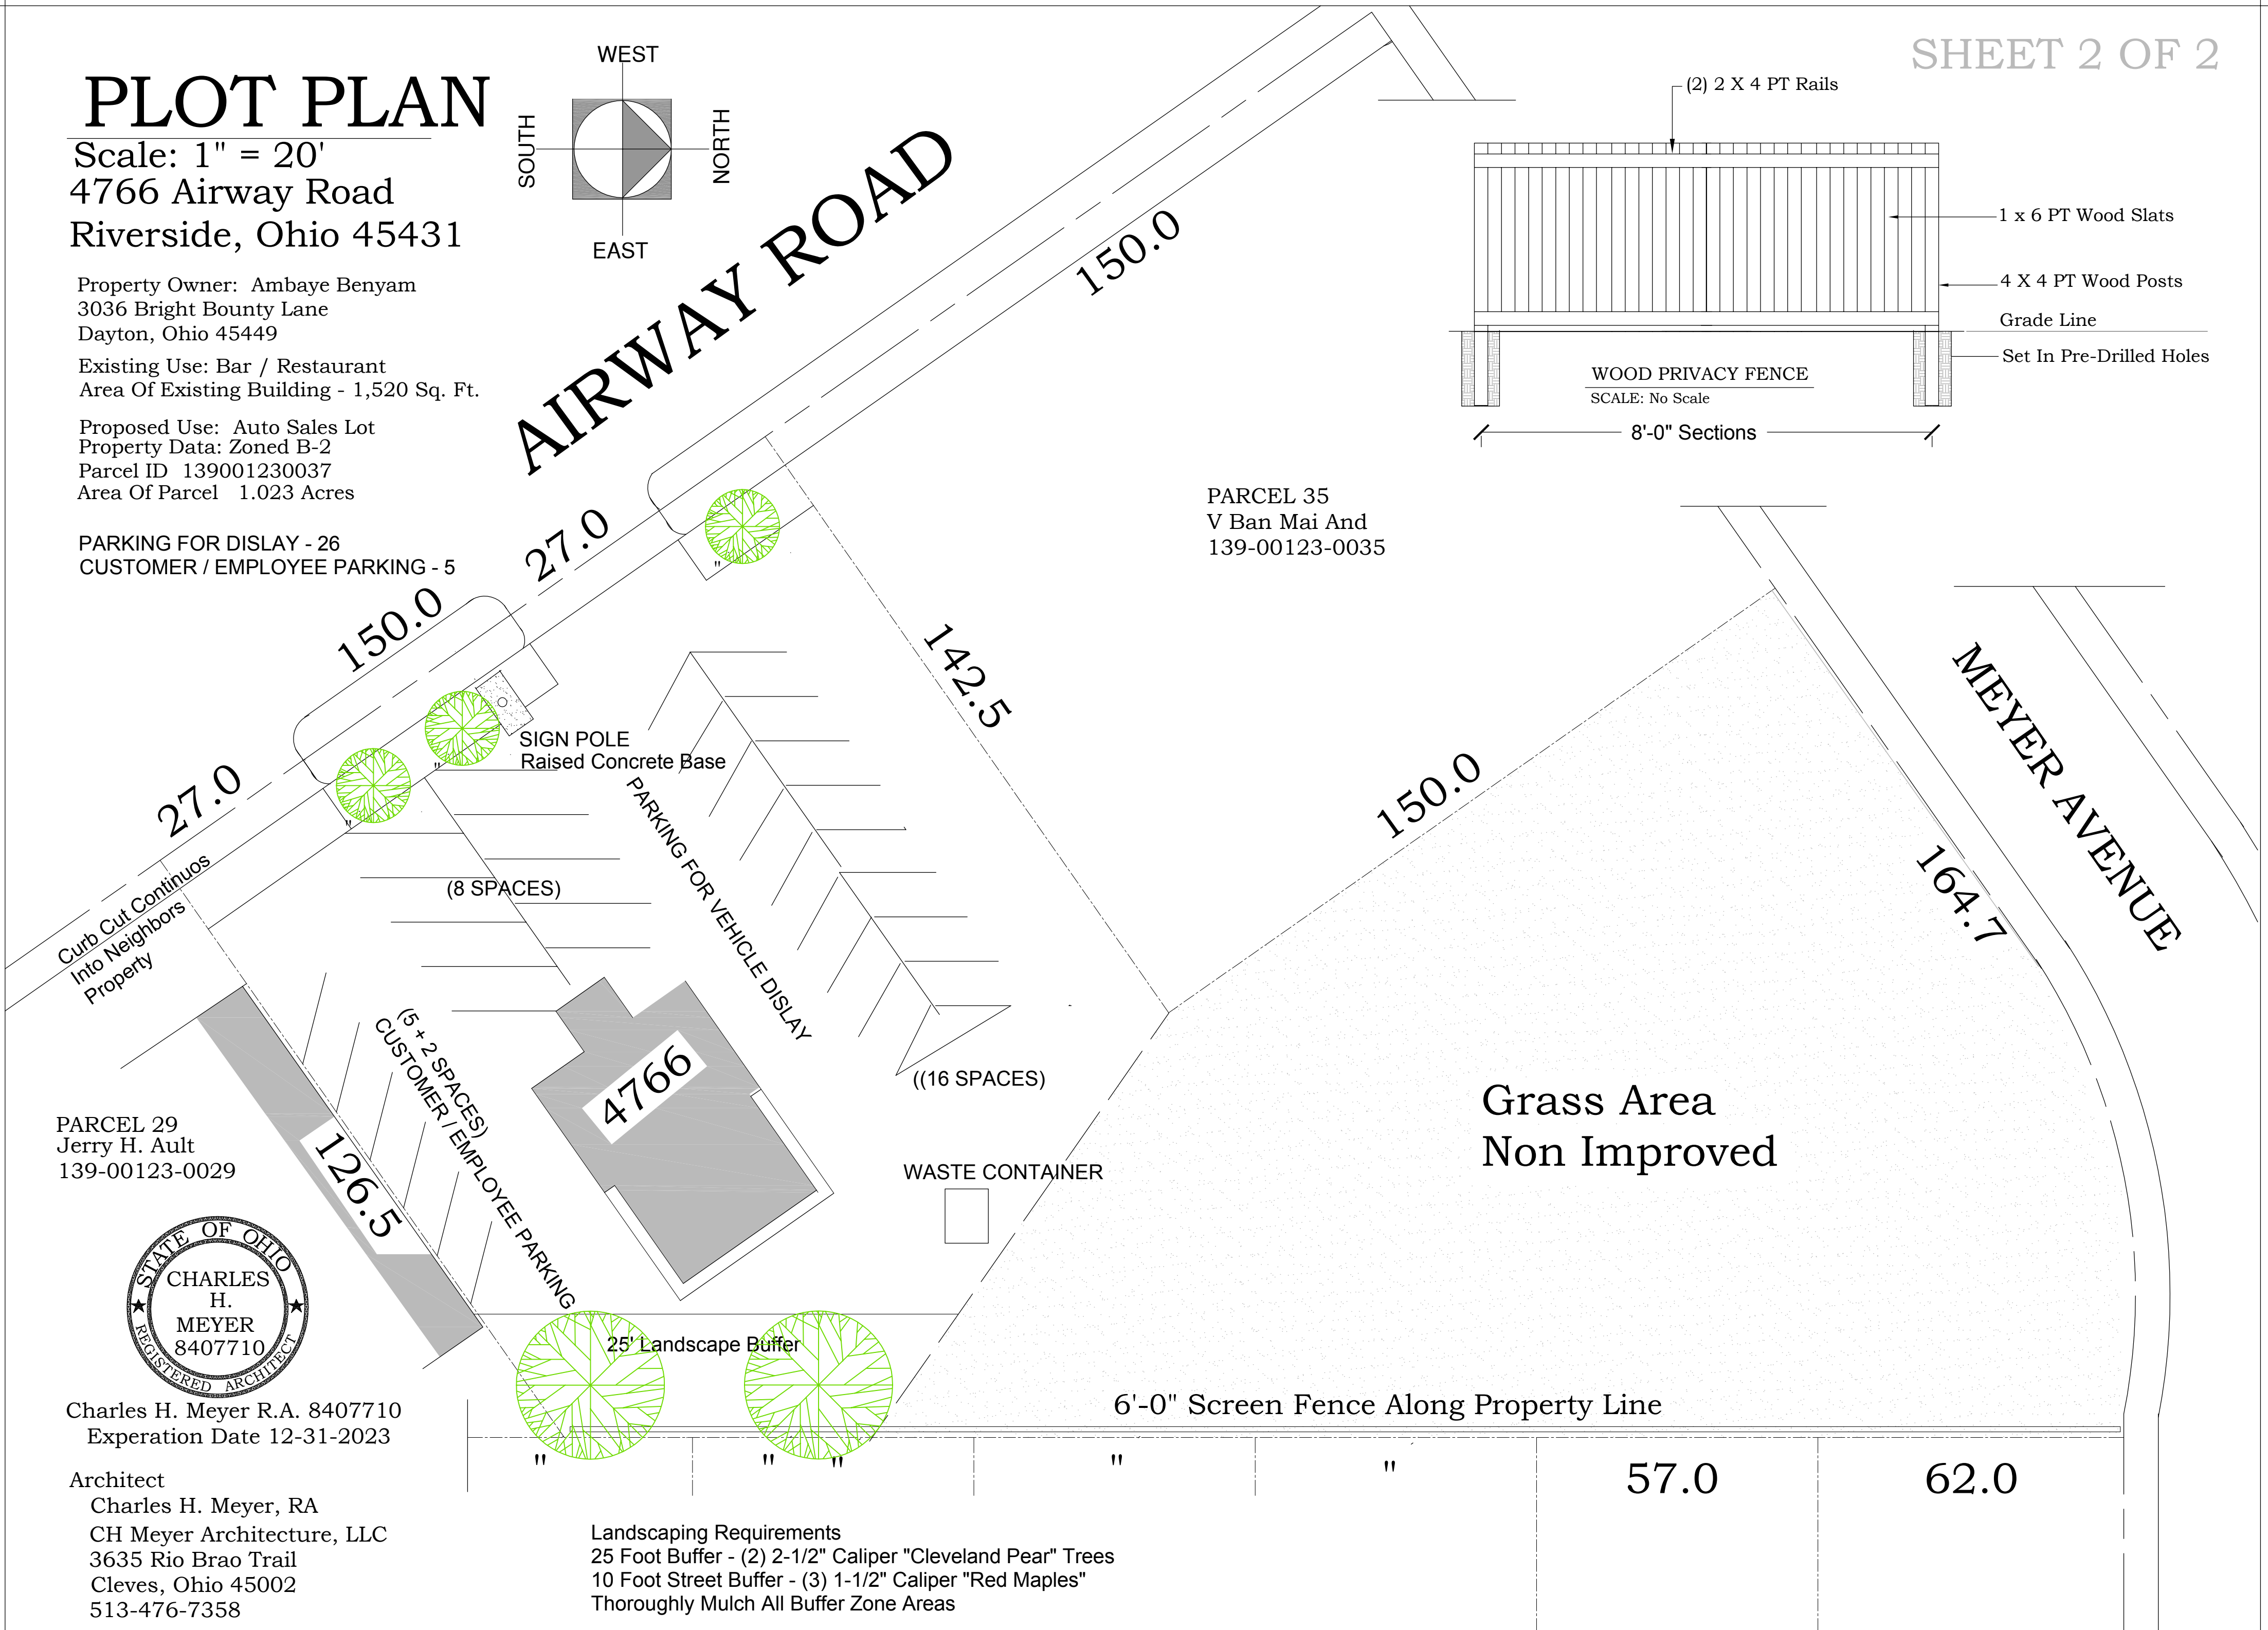 SHEET 2 OF 2
PLOT PLAN
Scale: 1" = 20'
4766 Airway Road
Riverside, Ohio 45431
WEST
SOUTH
NORTH
EAST
Property Owner: Ambaye Benyam
3036 Bright Bounty Lane
Dayton, Ohio 45449
Existing Use: Bar / Restaurant
Area Of Existing Building - 1,520 Sq. Ft.
Proposed Use: Auto Sales Lot
Property Data: Zoned B-2
Parcel ID 139001230037
Area Of Parcel 1.023 Acres
PARKING FOR DISLAY - 26
CUSTOMER / EMPLOYEE PARKING - 5
AIRWAY ROAD
150.0
(2) 2 X 4 PT Rails
1 x 6 PT Wood Slats
4 X 4 PT Wood Posts
Grade Line
Set In Pre-Drilled Holes
WOOD PRIVACY FENCE
SCALE: No Scale
8'-0" Sections
PARCEL 35
V Ban Mai And
139-00123-0035
27.0
"
150.0
142.5
SIGN POLE
Raised Concrete Base
"
27.0
"
Curb Cut Continuos
Into Neighbors
Property
(8 SPACES)
PARKING FOR VEHICLE DISLAY
150.0
MEYER AVENUE
164.7
(5 + 2 SPACES)
CUSTOMER / EMPLOYEE PARKING
4766
((16 SPACES)
126.5
PARCEL 29
Jerry H. Ault
139-00123-0029
WASTE CONTAINER
Grass Area
Non Improved
STATE OF OHIO
CHARLES
H.
MEYER
8407710
REGISTERED ARCHITECT
25' Landscape Buffer
6'-0" Screen Fence Along Property Line
Charles H. Meyer R.A. 8407710
Experation Date 12-31-2023
" " " " " 57.0 62.0
Architect
Charles H. Meyer, RA
CH Meyer Architecture, LLC
3635 Rio Brao Trail
Cleves, Ohio 45002
513-476-7358
Landscaping Requirements
25 Foot Buffer - (2) 2-1/2" Caliper "Cleveland Pear" Trees
10 Foot Street Buffer - (3) 1-1/2" Caliper "Red Maples"
Thoroughly Mulch All Buffer Zone Areas